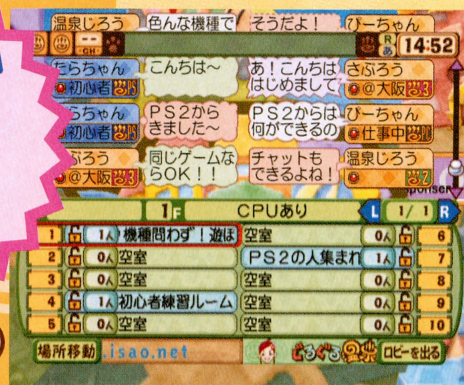 温泉じろう 色んな機種で そうだよ! ぴーちゃん
CH R あ 14:52
たらちゃん こんちは~ あ!こんちは はじめまして さぶろう
初心者 @大阪
らちゃん PS2から きました~ PS2からは 何ができるの ぴーちゃん
初心者 仕事中
ぶろう 同じゲームな らOK!! チャットも できるよね! 温泉じろう
@大阪
1F CPUあり L 1/1 R
1 1人 機種問わず!遊ほ 空室 0人 6
2 0人 空室 PS2の人集まれ 1人 7
3 0人 空室 空室 0人 8
4 1人 初心者練習ルーム 空室 0人 9
5 0人 空室 空室 0人 10
場所移動 .isao.net ぐるぐる温泉 ロビーを出る